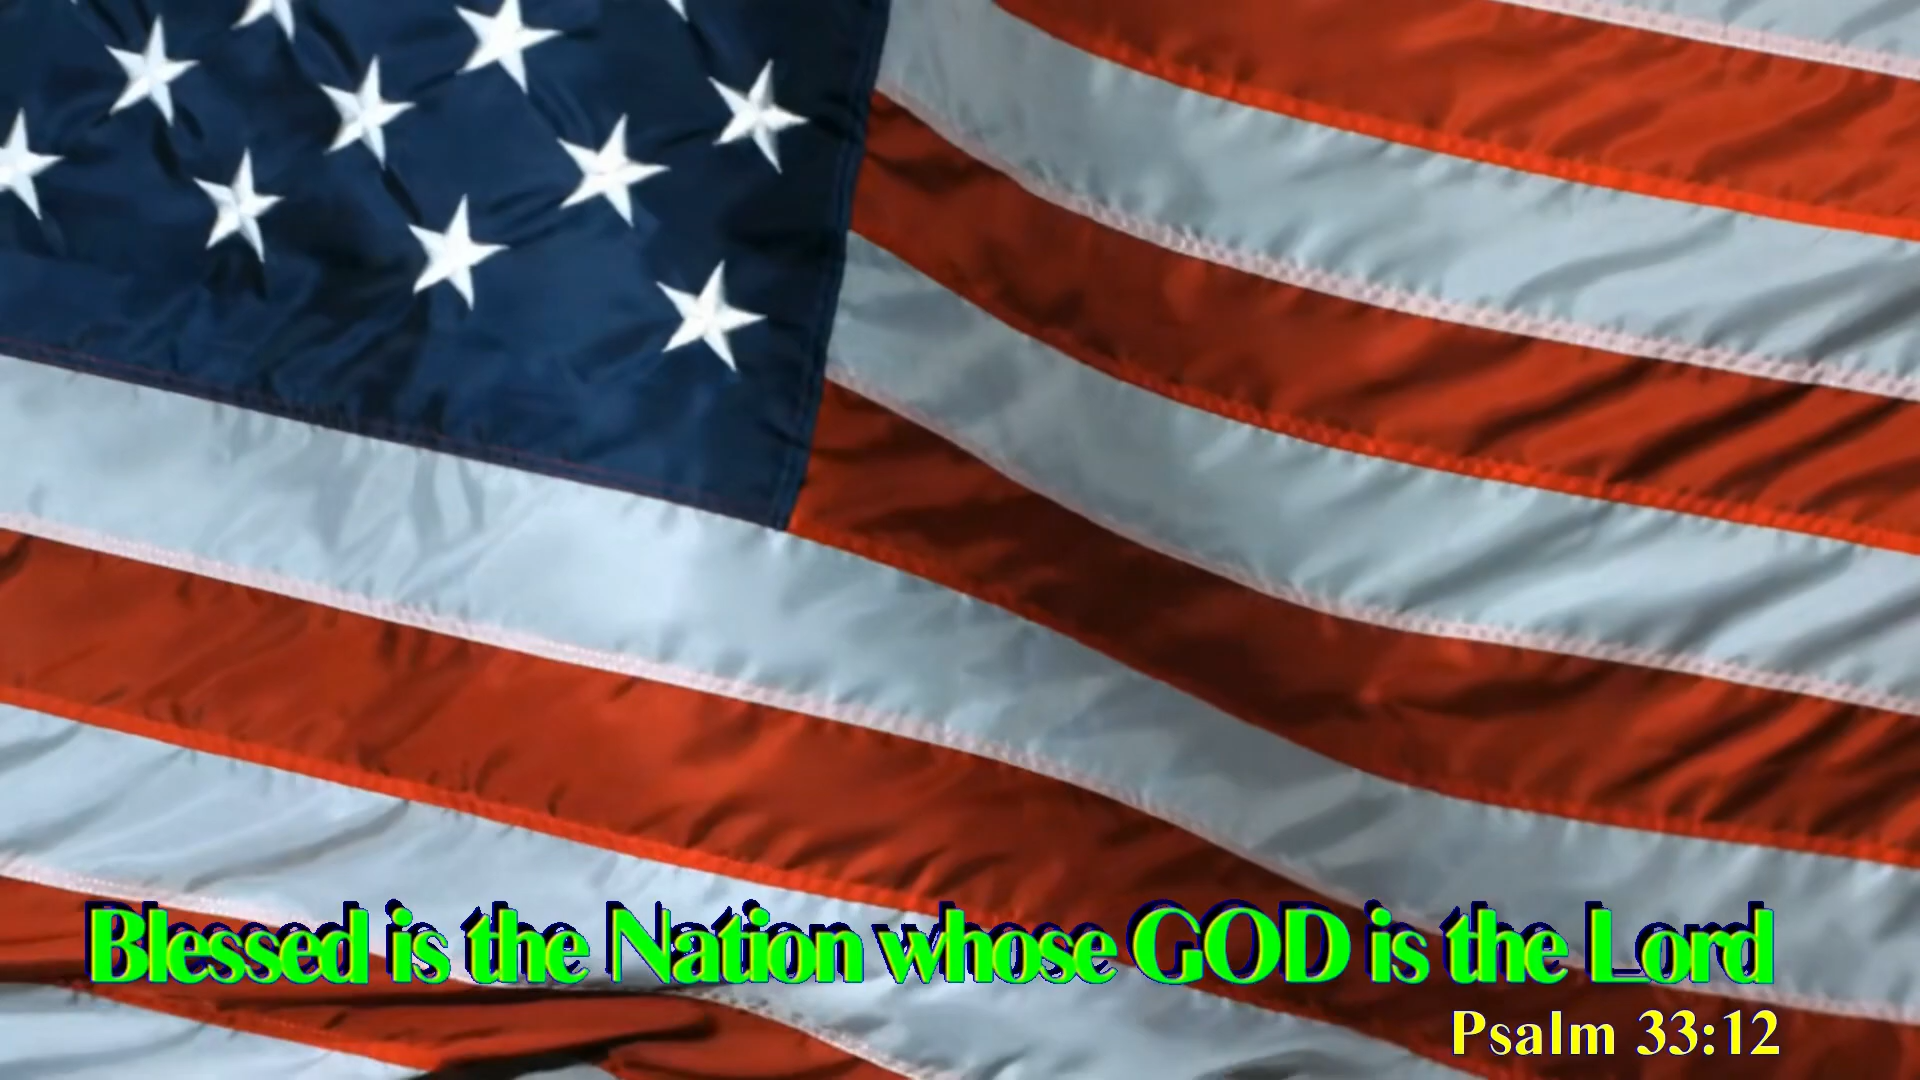 Blessed is the Nation whose GOD is the Lord
Psalm 33:12